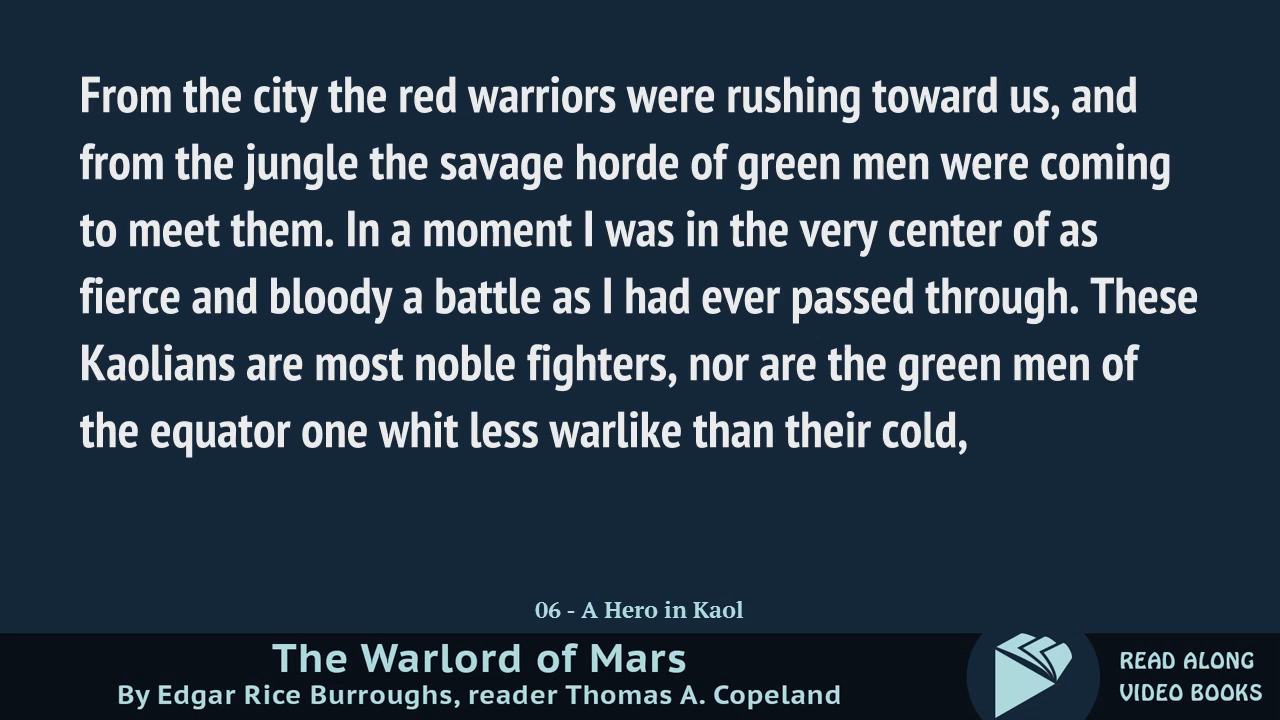 From the city the red warriors were rushing toward us, and
from the jungle the savage horde of green men were coming
to meet them. In a moment I was in the very center of as
fierce and bloody a battle as I had ever passed through. These
Kaolians are most noble fighters, nor are the green men of
the equator one whit less warlike than their cold,
06 - A Hero in Kaol
The Warlord of Mars
By Edgar Rice Burroughs, reader Thomas A. Copeland
READ ALONG
VIDEO BOOKS